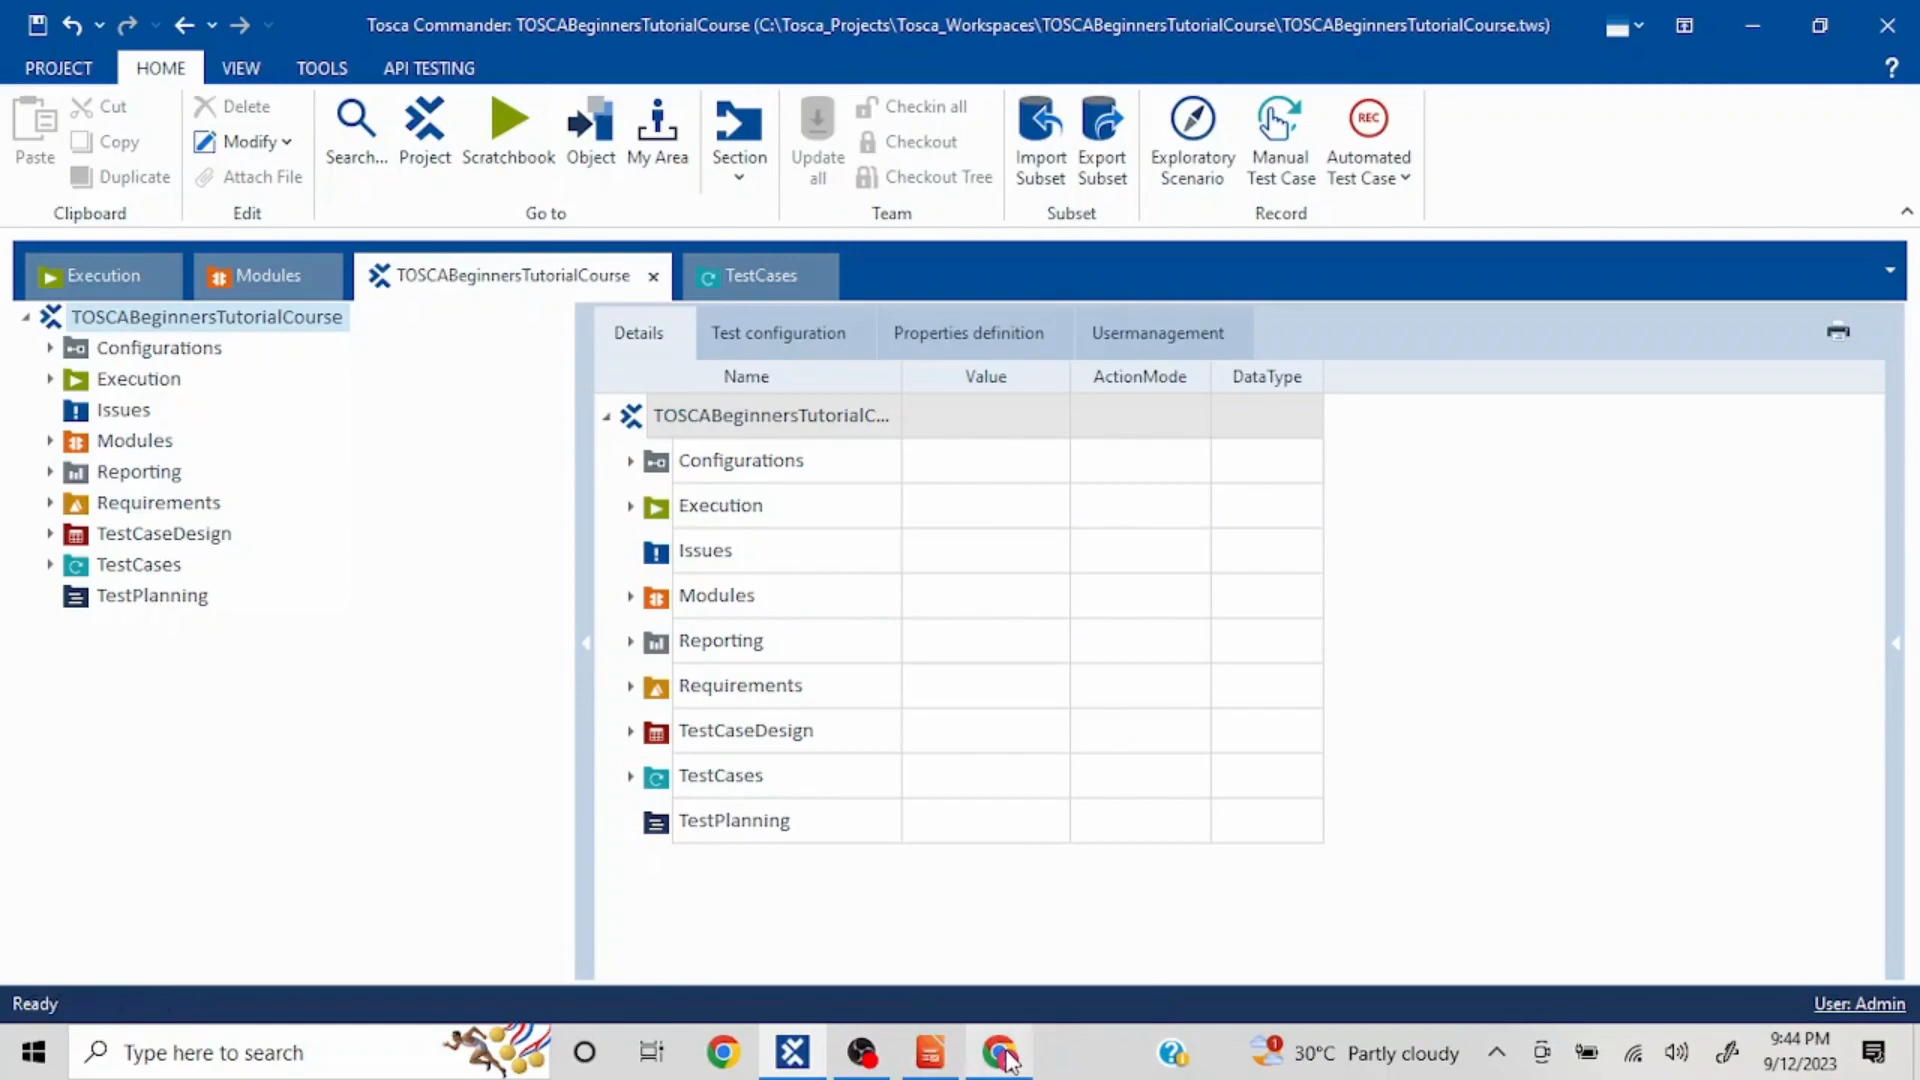 Tosca Commander: TOSCABeginnersTutorialCourse (C:\Tosca_Projects\Tosca_Workspaces\TOSCABeginnersTutorialCourse\TOSCABeginnersTutorialCourse.tws)
PROJECT HOME VIEW TOOLS API TESTING ?
Paste Cut Copy Duplicate
Clipboard
Delete Modify Attach File
Edit
Search... Project Scratchbook Object My Area
Go to
Section
Update all Checkin all Checkout Checkout Tree
Team
Import Subset Export Subset
Subset
Exploratory Scenario Manual Test Case REC Automated Test Case
Record
Execution Modules TOSCABeginnersTutorialCourse × TestCases
TOSCABeginnersTutorialCourse
Configurations
Execution
Issues
Modules
Reporting
Requirements
TestCaseDesign
TestCases
TestPlanning
Details Test configuration Properties definition Usermanagement
Name Value ActionMode DataType
TOSCABeginnersTutorialC...
Configurations
Execution
Issues
Modules
Reporting
Requirements
TestCaseDesign
TestCases
TestPlanning
Ready User: Admin
Type here to search 1 30°C Partly cloudy 9:44 PM
9/12/2023